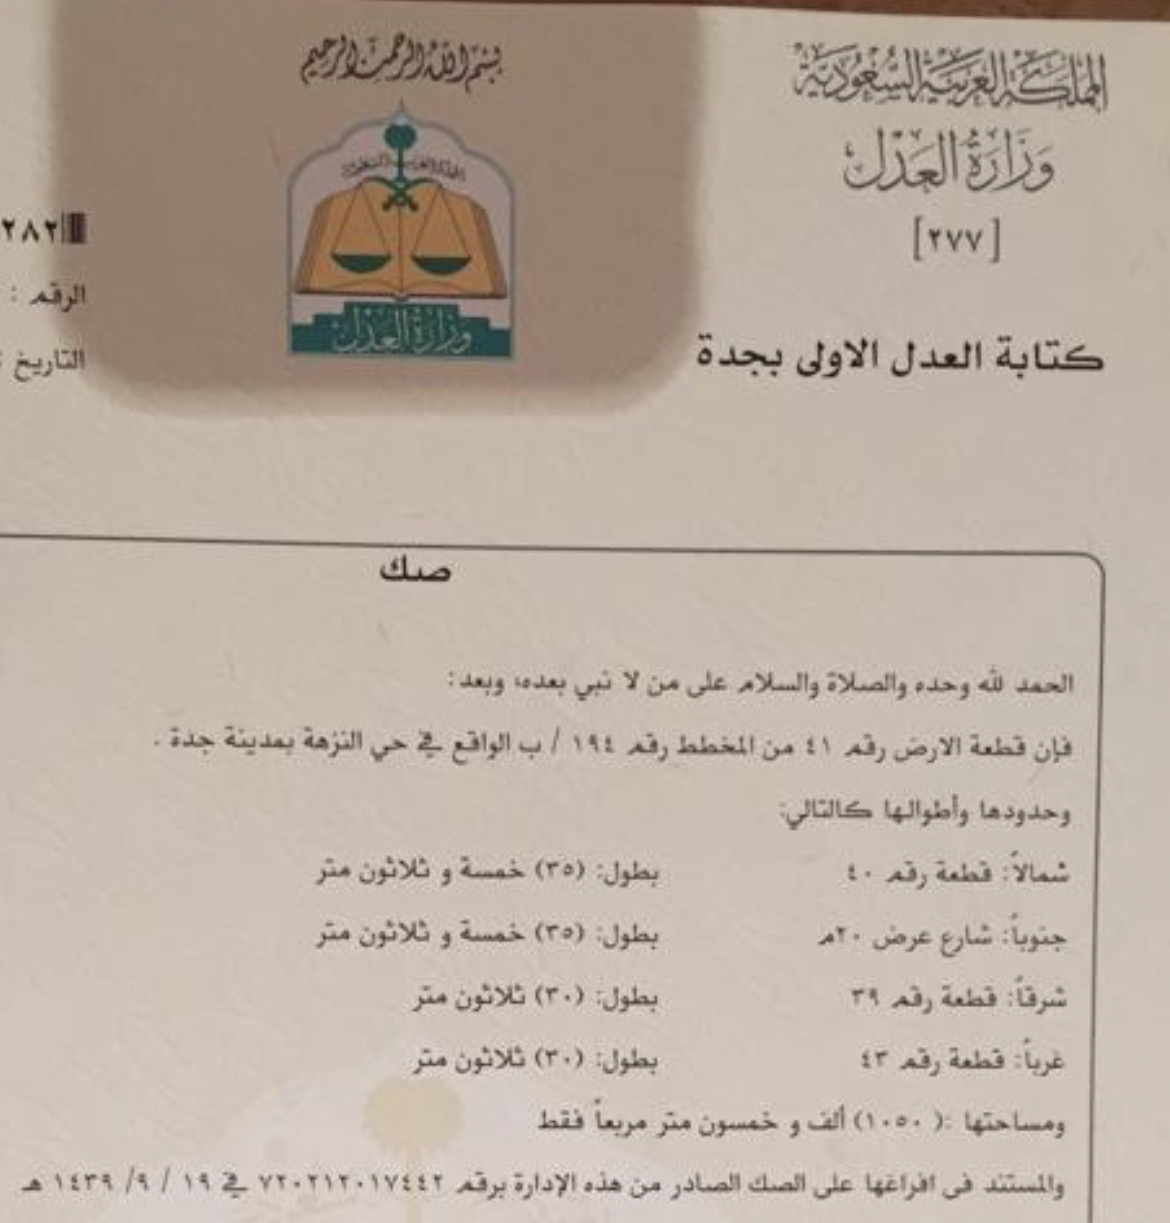 بسم الله الرحمن الرحيم
المملكة العربية السعودية
وزارة العدل
[٢٧٧]
٢٨٢
الرقم :
التاريخ :
وزارة العدل
كتابة العدل الاولى بجدة
صك
الحمد لله وحده والصلاة والسلام على من لا نبي بعده، وبعد:
فإن قطعة الارض رقم ٤١ من المخطط رقم ١٩٤ / ب الواقع في حي النزهة بمدينة جدة .
وحدودها وأطوالها كالتالي:
شمالاً: قطعة رقم ٤٠ بطول: (٣٥) خمسة و ثلاثون متر
جنوباً: شارع عرض ٢٠م بطول: (٣٥) خمسة و ثلاثون متر
شرقاً: قطعة رقم ٣٩ بطول: (٣٠) ثلاثون متر
غرباً: قطعة رقم ٤٣ بطول: (٣٠) ثلاثون متر
ومساحتها :( ١٠٥٠) ألف و خمسون متر مربعاً فقط
والمستند في افراغها على الصك الصادر من هذه الإدارة برقم ٧٢٠٢١٢٠١٧٤٤٢ في ١٩ / ٩/ ١٤٣٩ هـ